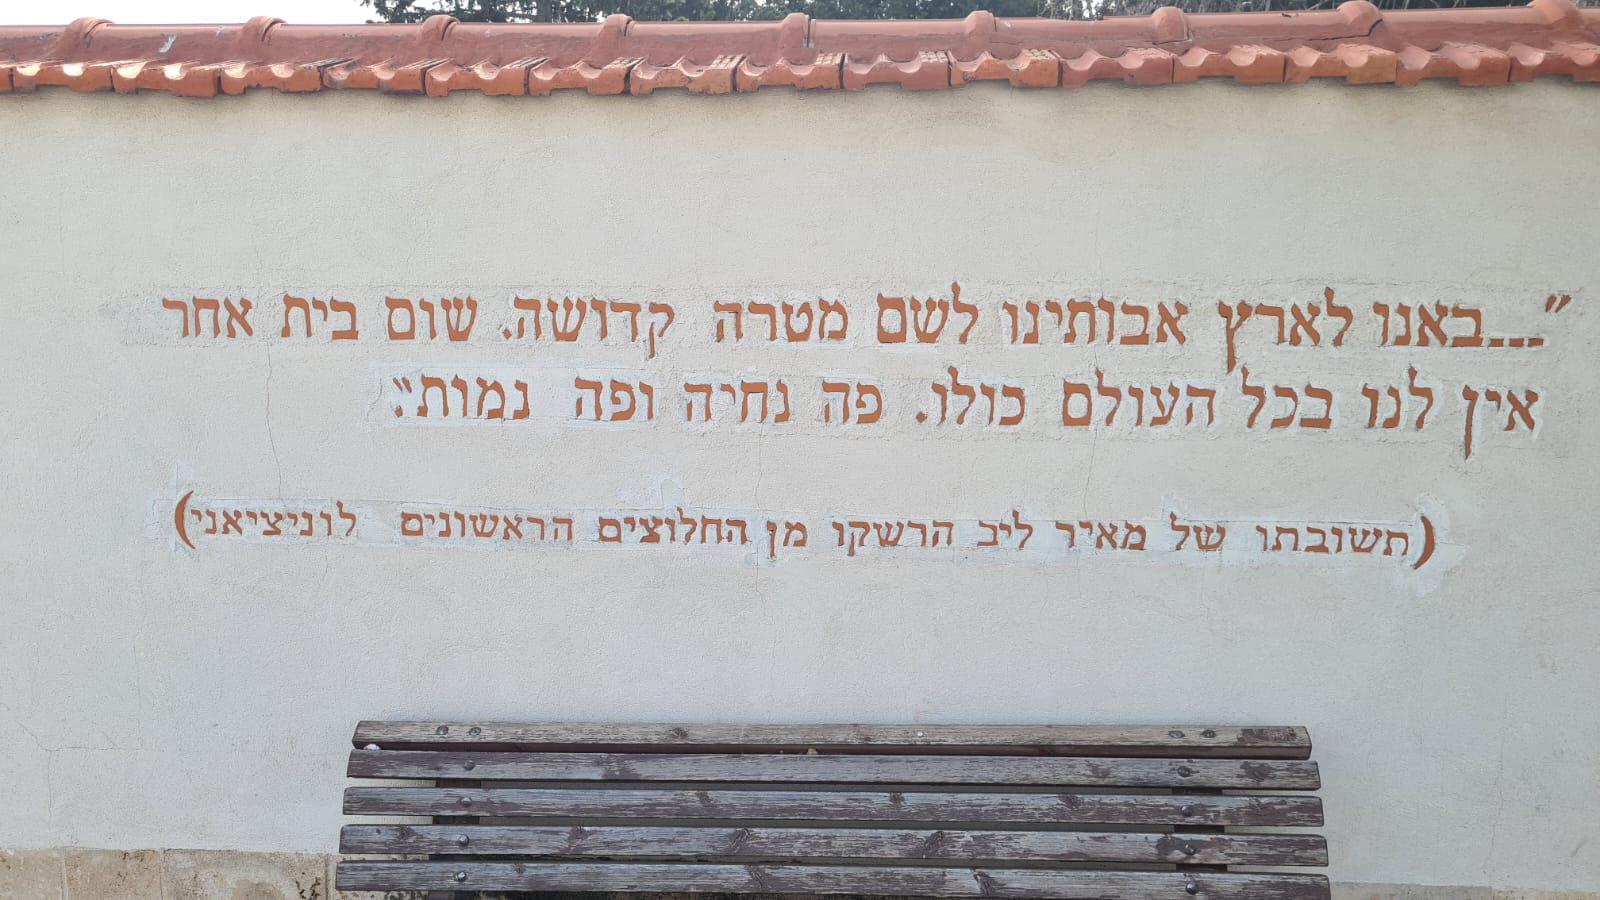 "...באנו לארץ אבותינו לשם מטרה קדושה. שום בית אחר
אין לנו בכל העולם כולו. פה נחיה ופה נמות".
(תשובתו של מאיר ליב הרשקו מן החלוצים הראשונים לוניציאני)